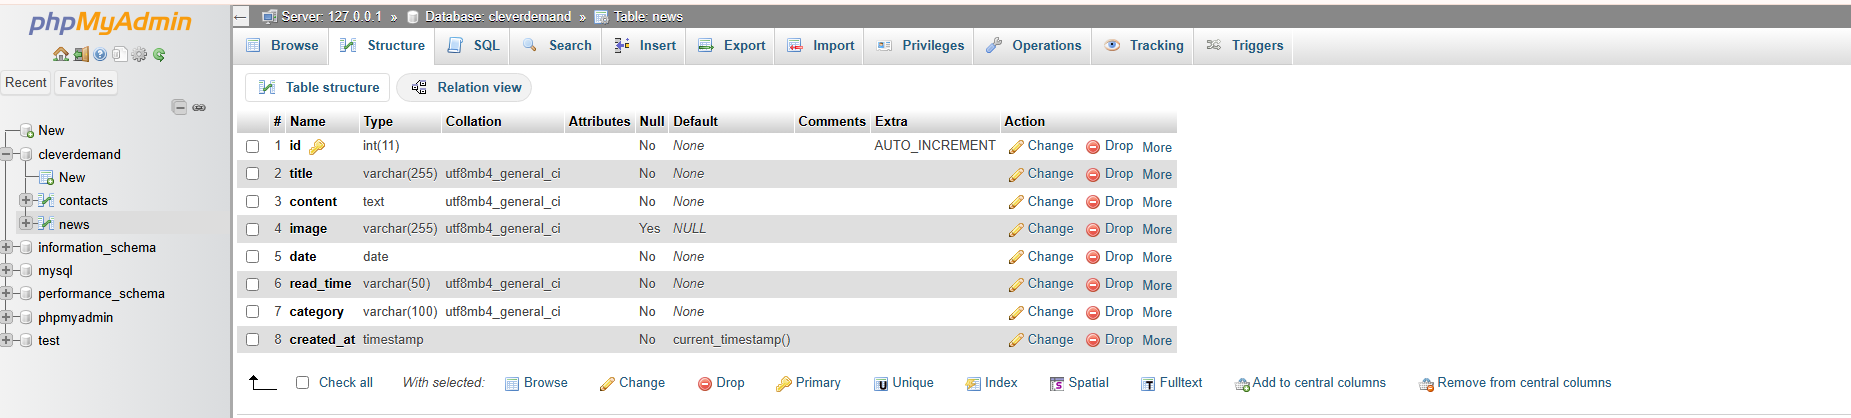 phpMyAdmin
Recent Favorites
New
cleverdemand
New
contacts
news
information_schema
mysql
performance_schema
phpmyadmin
test
Server: 127.0.0.1 » Database: cleverdemand » Table: news
Browse Structure SQL Search Insert Export Import Privileges Operations Tracking Triggers
Table structure Relation view
# Name Type Collation Attributes Null Default Comments Extra Action
1 id int(11) No None AUTO_INCREMENT Change Drop More
2 title varchar(255) utf8mb4_general_ci No None Change Drop More
3 content text utf8mb4_general_ci No None Change Drop More
4 image varchar(255) utf8mb4_general_ci Yes NULL Change Drop More
5 date date No None Change Drop More
6 read_time varchar(50) utf8mb4_general_ci No None Change Drop More
7 category varchar(100) utf8mb4_general_ci No None Change Drop More
8 created_at timestamp No current_timestamp() Change Drop More
Check all With selected: Browse Change Drop Primary Unique Index Spatial Fulltext Add to central columns Remove from central columns